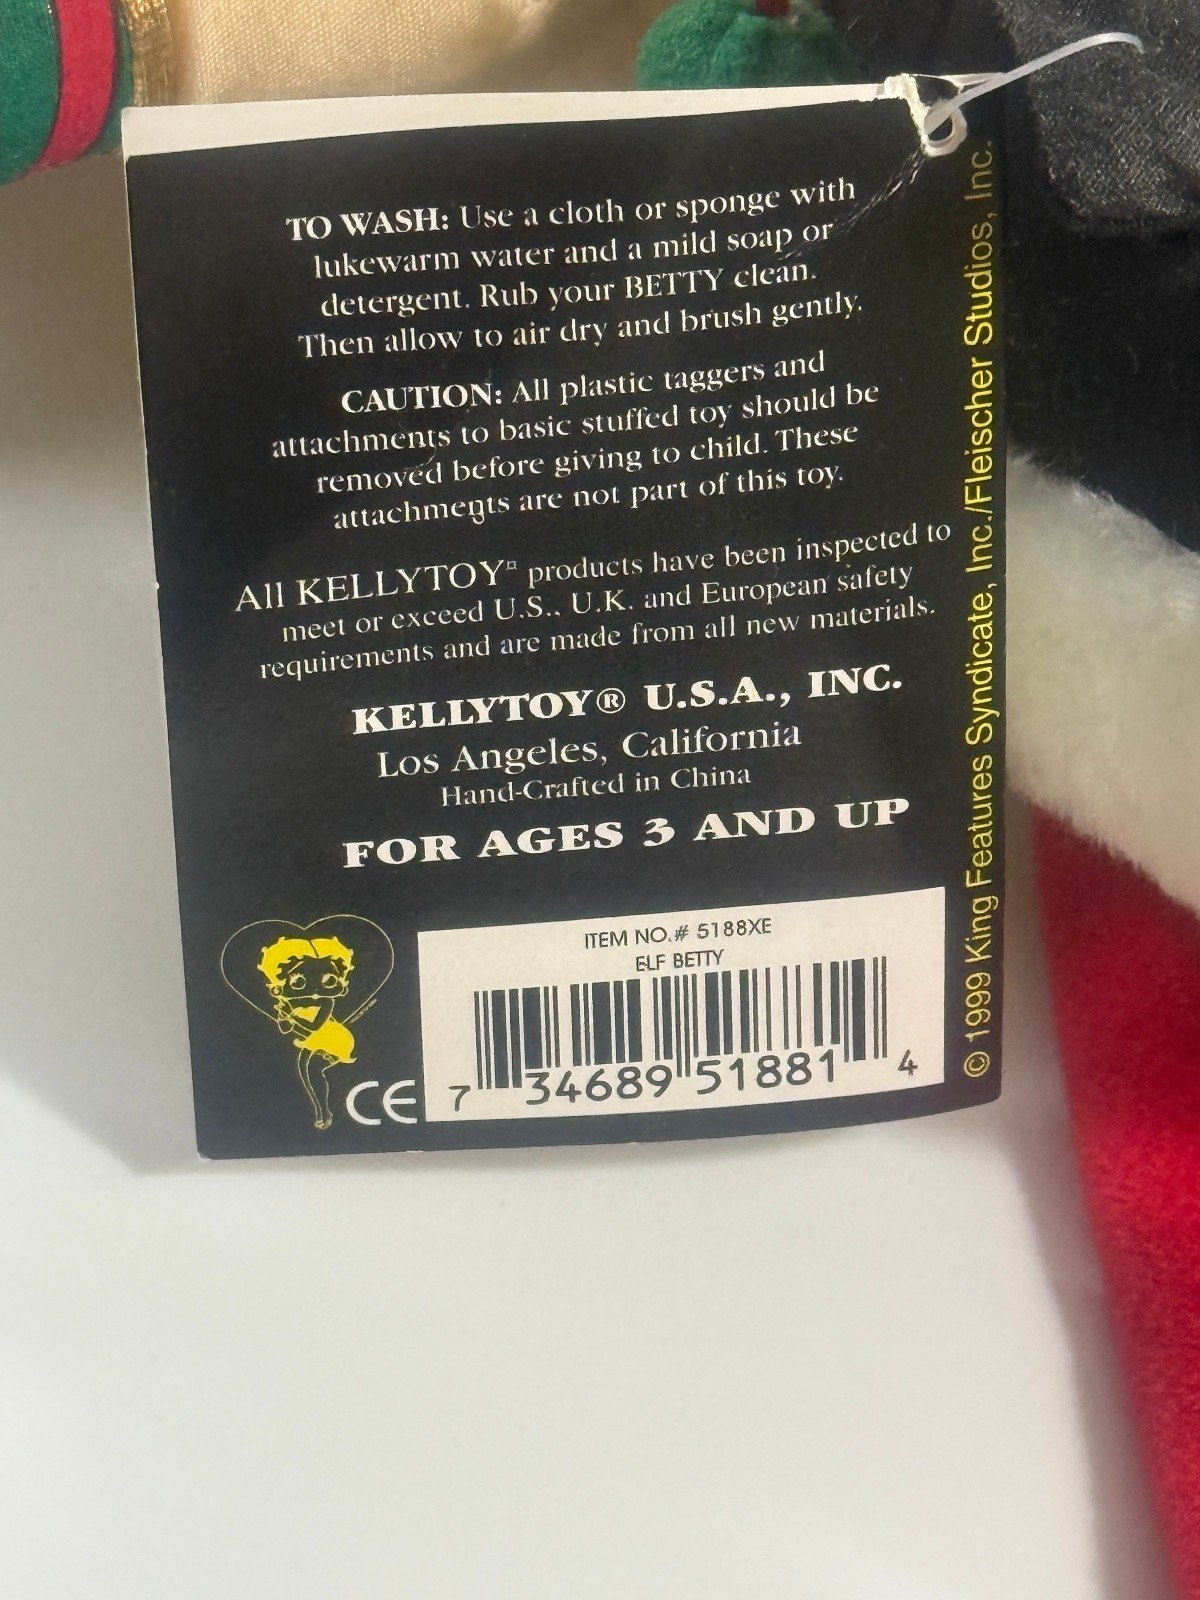 TO WASH: Use a cloth or sponge with
lukewarm water and a mild soap or
detergent. Rub your BETTY clean.
Then allow to air dry and brush gently.
CAUTION: All plastic taggers and
attachments to basic stuffed toy should be
removed before giving to child. These
attachments are not part of this toy.
All KELLYTOY¤ products have been inspected to
meet or exceed U.S., U.K. and European safety
requirements and are made from all new materials.
KELLYTOY® U.S.A., INC.
Los Angeles, California
Hand-Crafted in China
FOR AGES 3 AND UP
ITEM NO.# 5188XE
ELF BETTY
7 34689 51881 4
CE
© 1999 King Features Syndicate, Inc./Fleischer Studios, Inc.